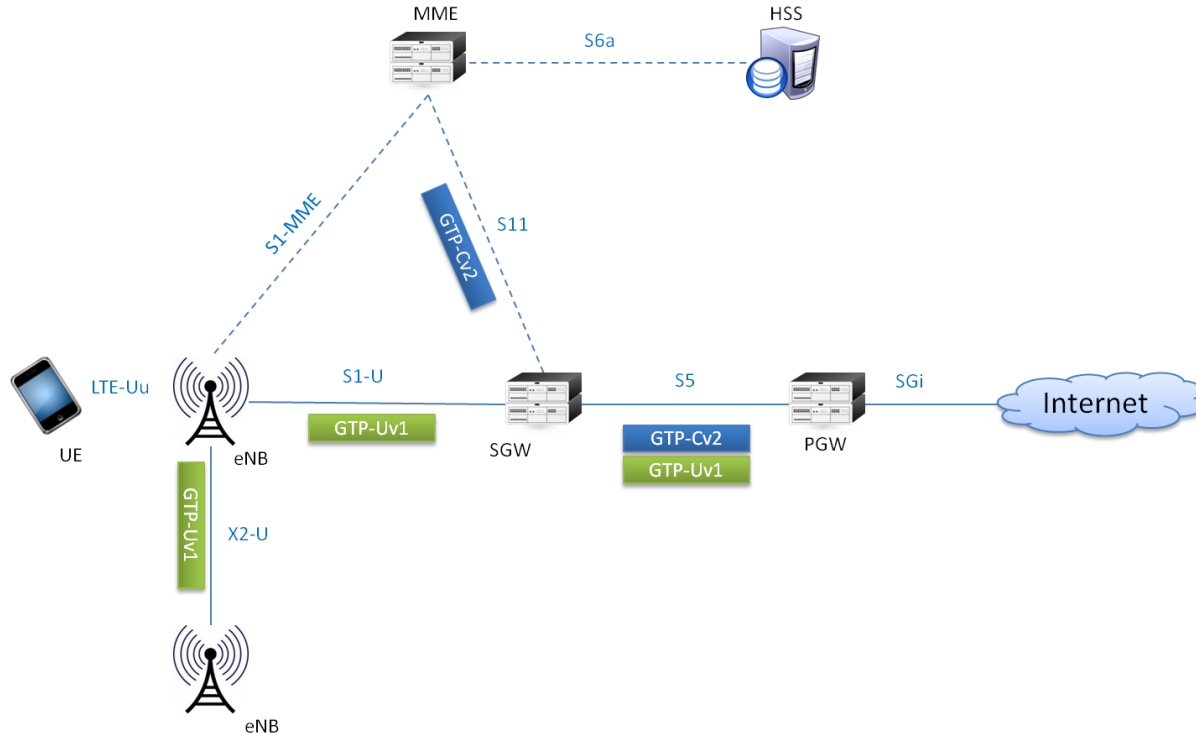 MME
HSS
S6a
S1-MME
GTP-Cv2
S11
LTE-Uu
S1-U
S5
SGi
Internet
GTP-Uv1
GTP-Cv2
GTP-Uv1
UE
eNB
SGW
PGW
GTP-Uv1
X2-U
eNB